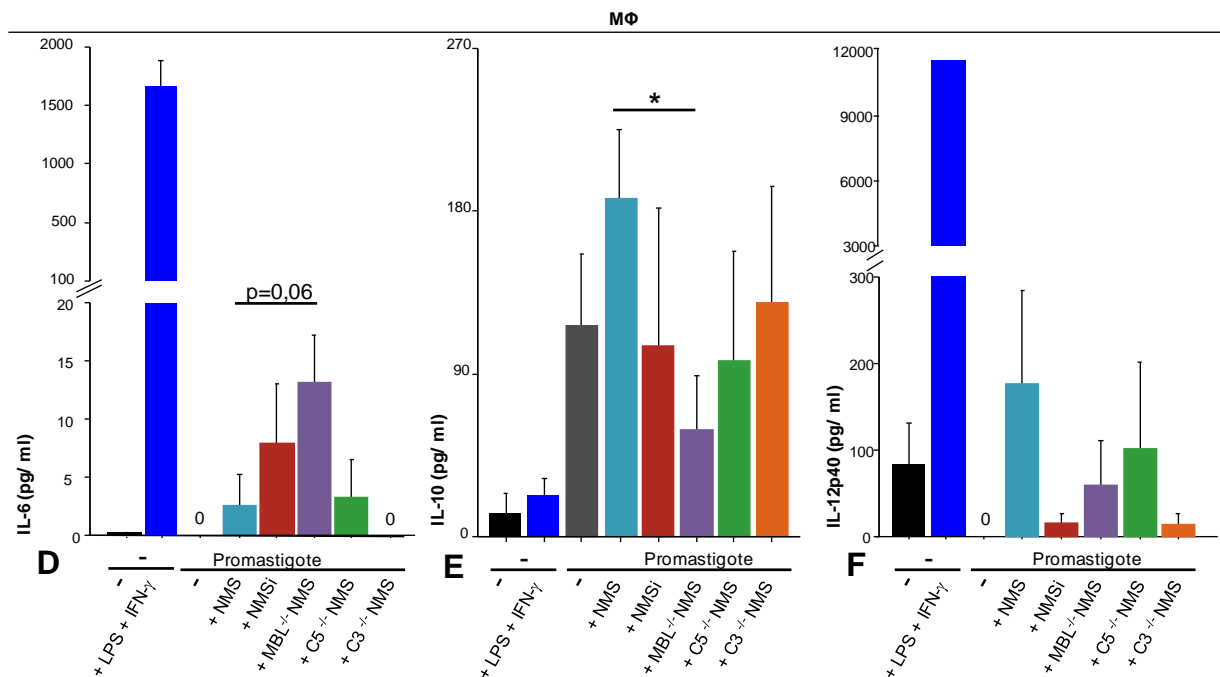 MΦ
2000
1500
1000
500
100
20
15
10
5
0
IL-6 (pg/ ml)
p=0,06
0
0
D
-
Promastigote
-
+ LPS + IFN-γ
-
+ NMS
+ NMSi
+ MBL -/- NMS
+ C5 -/- NMS
+ C3 -/- NMS
270
180
90
0
IL-10 (pg/ ml)
*
E
-
Promastigote
-
+ LPS + IFN-γ
-
+ NMS
+ NMSi
+ MBL -/- NMS
+ C5 -/- NMS
+ C3 -/- NMS
12000
9000
6000
3000
300
200
100
0
IL-12p40 (pg/ ml)
0
F
-
Promastigote
-
+ LPS + IFN-γ
-
+ NMS
+ NMSi
+ MBL -/- NMS
+ C5 -/- NMS
+ C3 -/- NMS